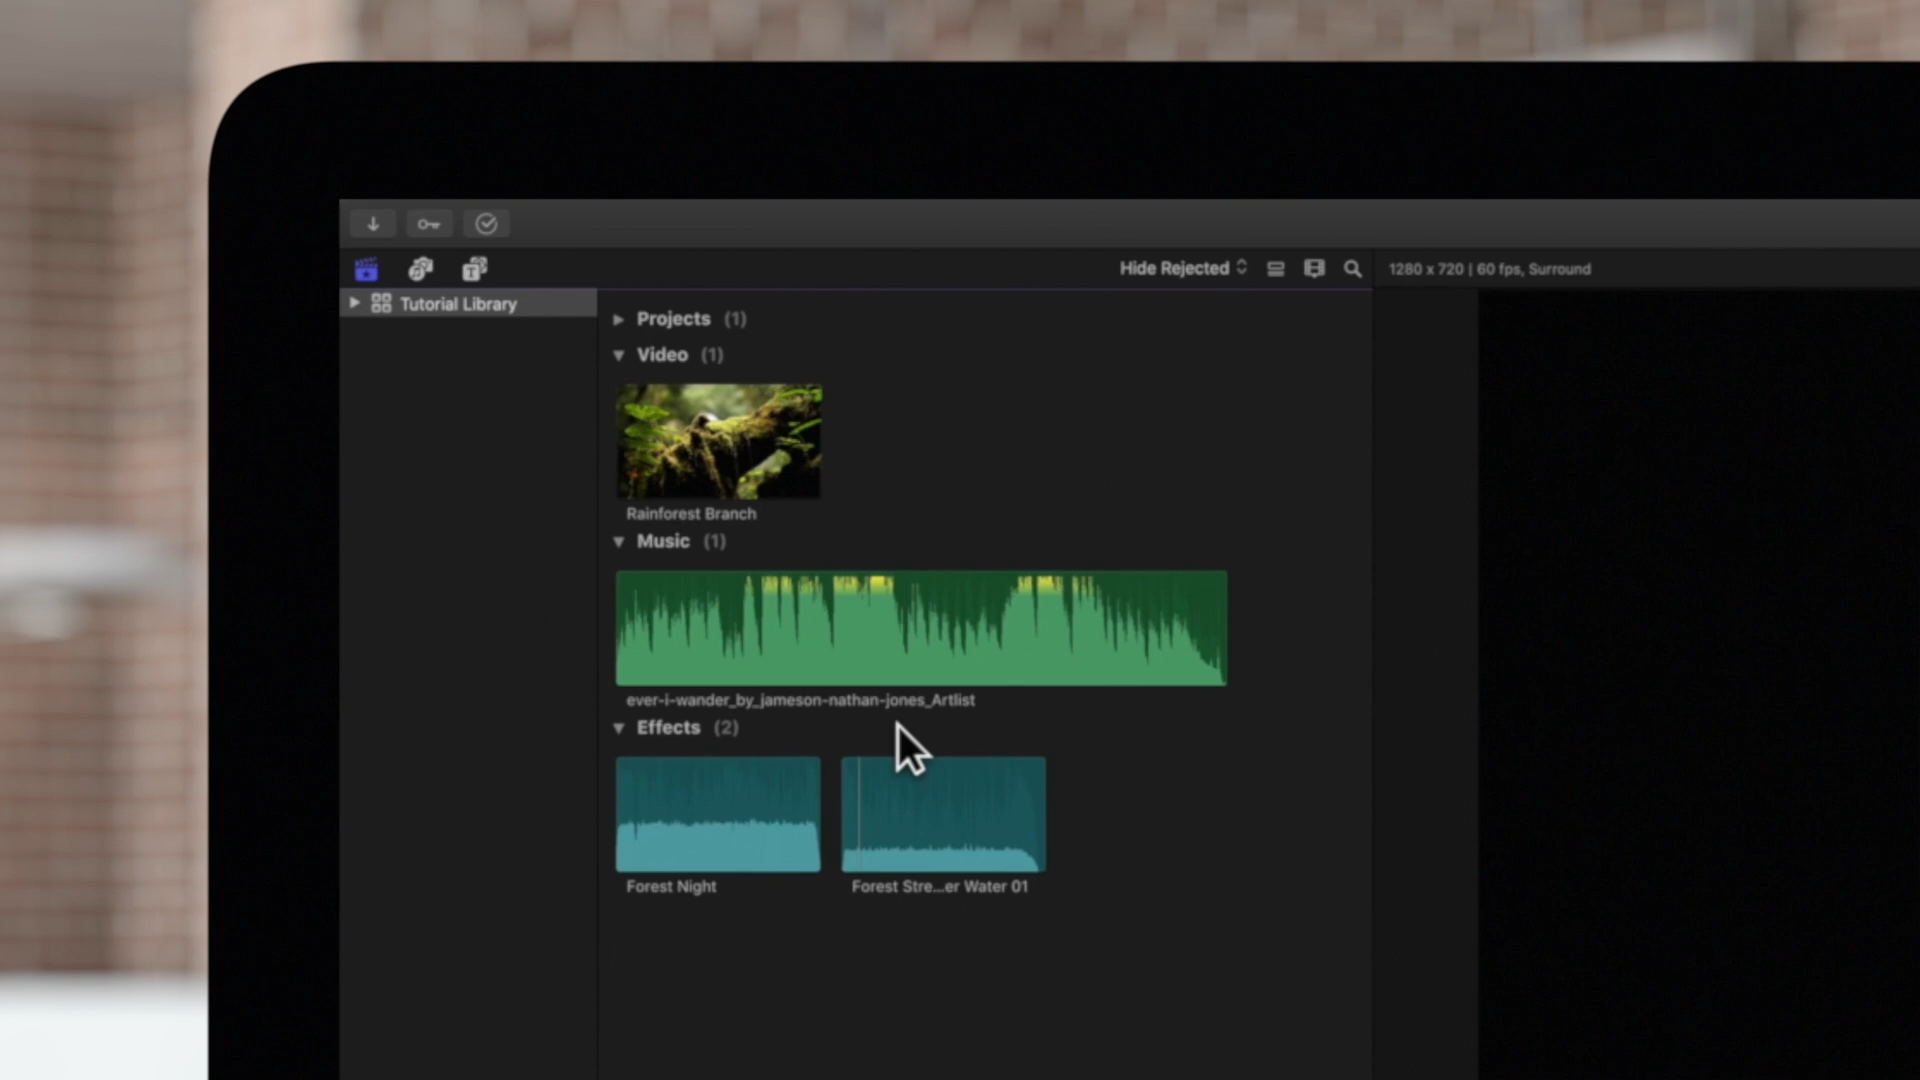 Hide Rejected
1280 x 720 | 60 fps, Surround
Tutorial Library
Projects (1)
Video (1)
Rainforest Branch
Music (1)
ever-i-wander_by_jameson-nathan-jones_Artlist
Effects (2)
Forest Night
Forest Stre...er Water 01